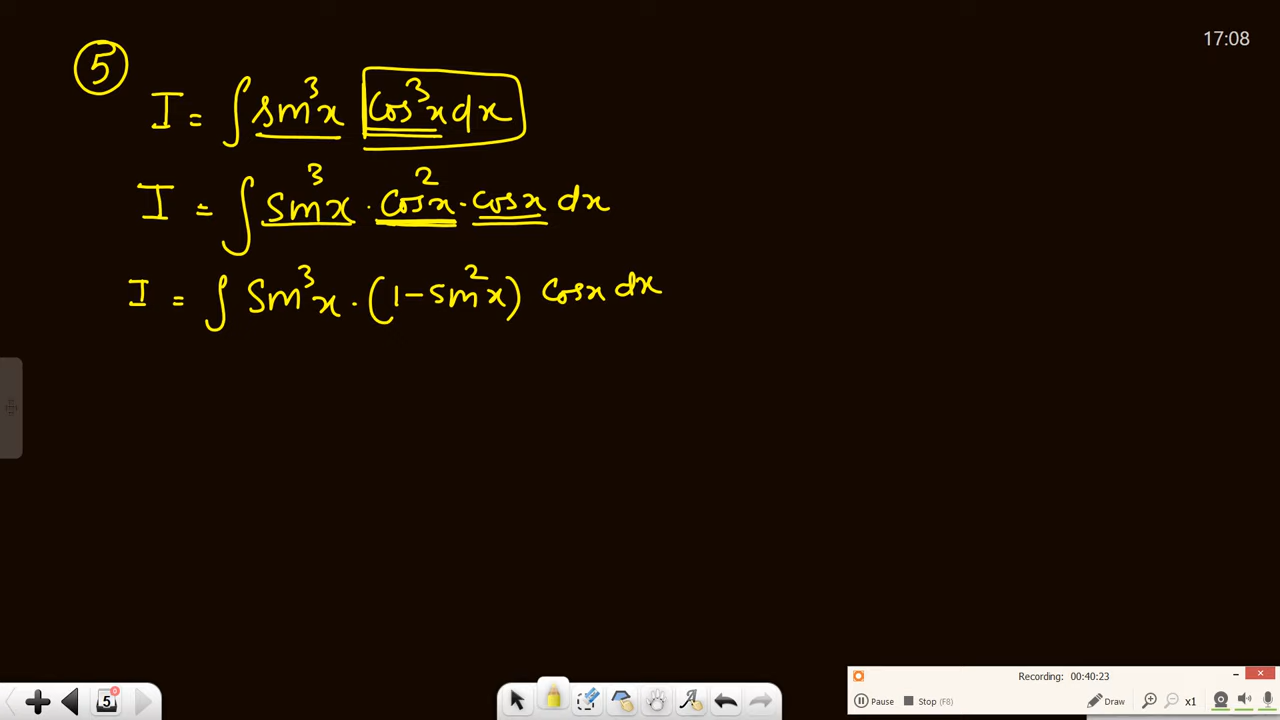 17:08
⑤
I = ∫ sin³x cos³x dx
I = ∫ sin³x · cos²x · cosx dx
I = ∫ sin³x · (1 - sin²x) cosx dx
Recording: 00:40:23
5 0
Pause Stop (F8) Draw x1